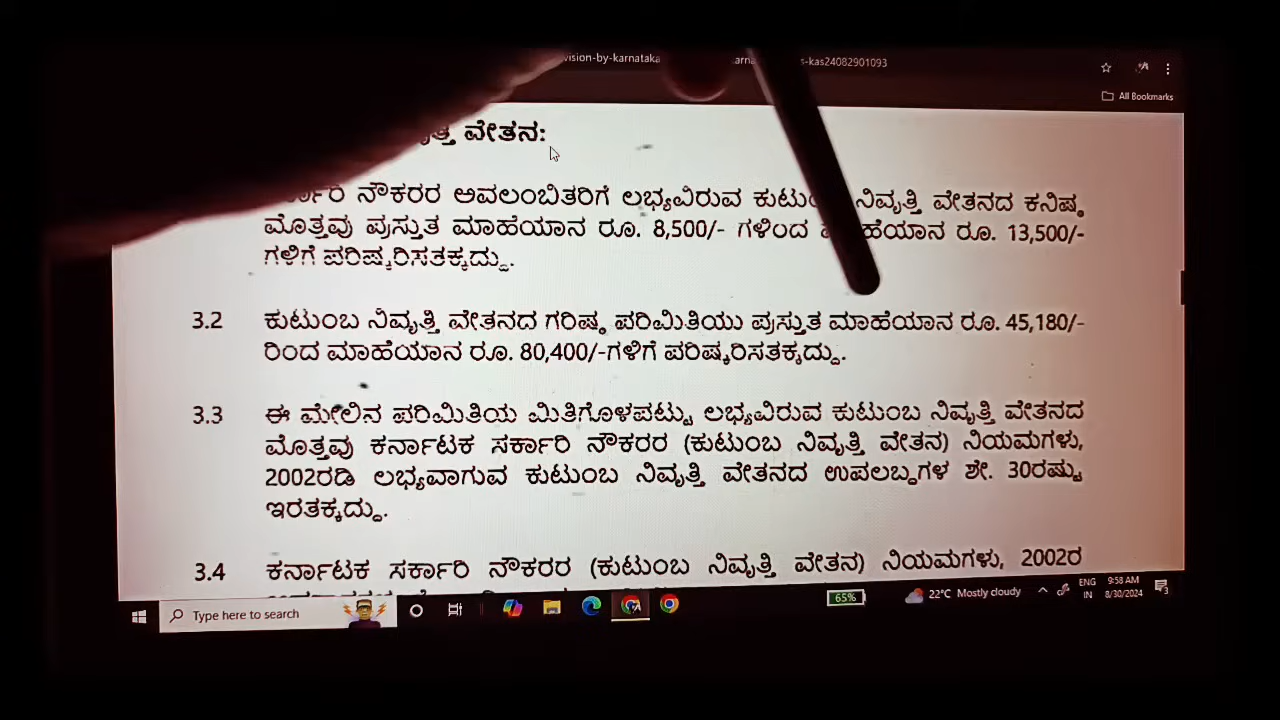 vision-by-karnataka s-kas24082901093
All Bookmarks
ವೇತನ:
ನೌಕರರ ಅವಲಂಬಿತರಿಗೆ ಲಭ್ಯವಿರುವ ನಿವೃತ್ತಿ ವೇತನದ ಕನಿಷ್ಠ
ಮೊತ್ತವು ಪ್ರಸ್ತುತ ಮಾಹೆಯಾನ ರೂ. 8,500/- ಗಳಿಂದ ರೂ. 13,500/-
ಗಳಿಗೆ ಪರಿಷ್ಕರಿಸತಕ್ಕದ್ದು.
3.2 ಕುಟುಂಬ ನಿವೃತ್ತಿ ವೇತನದ ಗರಿಷ್ಠ ಪರಿಮಿತಿಯು ಪ್ರಸ್ತುತ ಮಾಹೆಯಾನ ರೂ. 45,180/-
ರಿಂದ ಮಾಹೆಯಾನ ರೂ. 80,400/-ಗಳಿಗೆ ಪರಿಷ್ಕರಿಸತಕ್ಕದ್ದು.
3.3 ಈ ಮೇಲಿನ ಪರಿಮಿತಿಯ ಮಿತಿಗೊಳಪಟ್ಟು ಲಭ್ಯವಿರುವ ಕುಟುಂಬ ನಿವೃತ್ತಿ ವೇತನದ
ಮೊತ್ತವು ಕರ್ನಾಟಕ ಸರ್ಕಾರಿ ನೌಕರರ (ಕುಟುಂಬ ನಿವೃತ್ತಿ ವೇತನ) ನಿಯಮಗಳು,
2002ರಡಿ ಲಭ್ಯವಾಗುವ ಕುಟುಂಬ ನಿವೃತ್ತಿ ವೇತನದ ಉಪಲಬ್ದಗಳ ಶೇ. 30ರಷ್ಟು
ಇರತಕ್ಕದ್ದು.
3.4 ಕರ್ನಾಟಕ ಸರ್ಕಾರಿ ನೌಕರರ (ಕುಟುಂಬ ನಿವೃತ್ತಿ ವೇತನ) ನಿಯಮಗಳು, 2002ರ
Type here to search 65% 22°C Mostly cloudy ENG IN 9:58 AM 8/30/2024 3